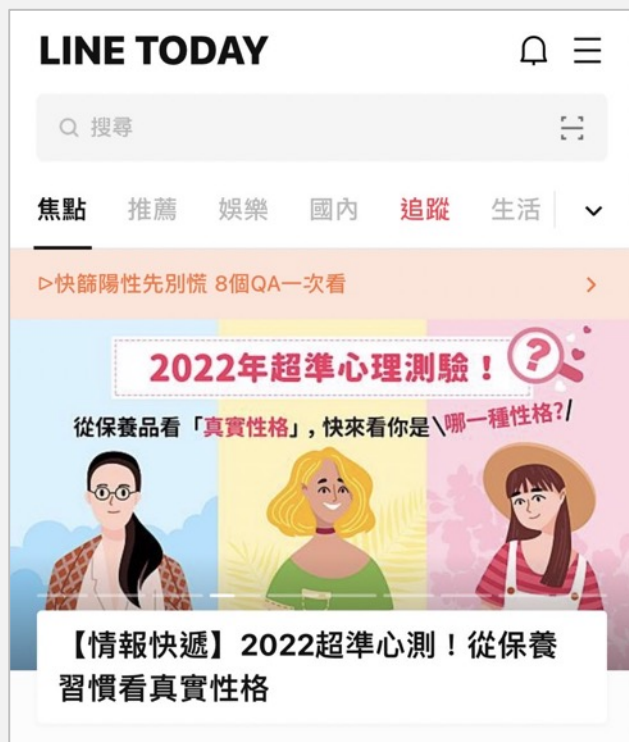 LINE TODAY
搜尋
焦點 推薦 娛樂 國內 追蹤 生活
快篩陽性先別慌 8個QA一次看
2022年超準心理測驗！
?
從保養品看「真實性格」,快來看你是\哪一種性格?/
【情報快遞】2022超準心測！從保養
習慣看真實性格